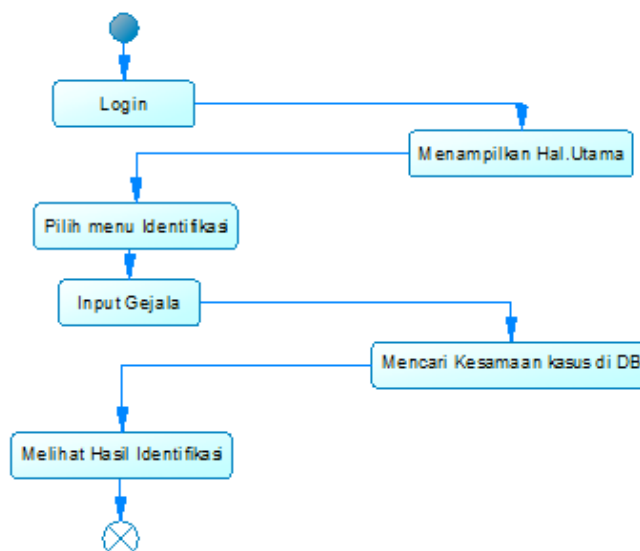 Login
Menampilkan Hal.Utama
Pilih menu Identifikasi
Input Gejala
Mencari Kesamaan kasus di DB
Melihat Hasil Identifikasi